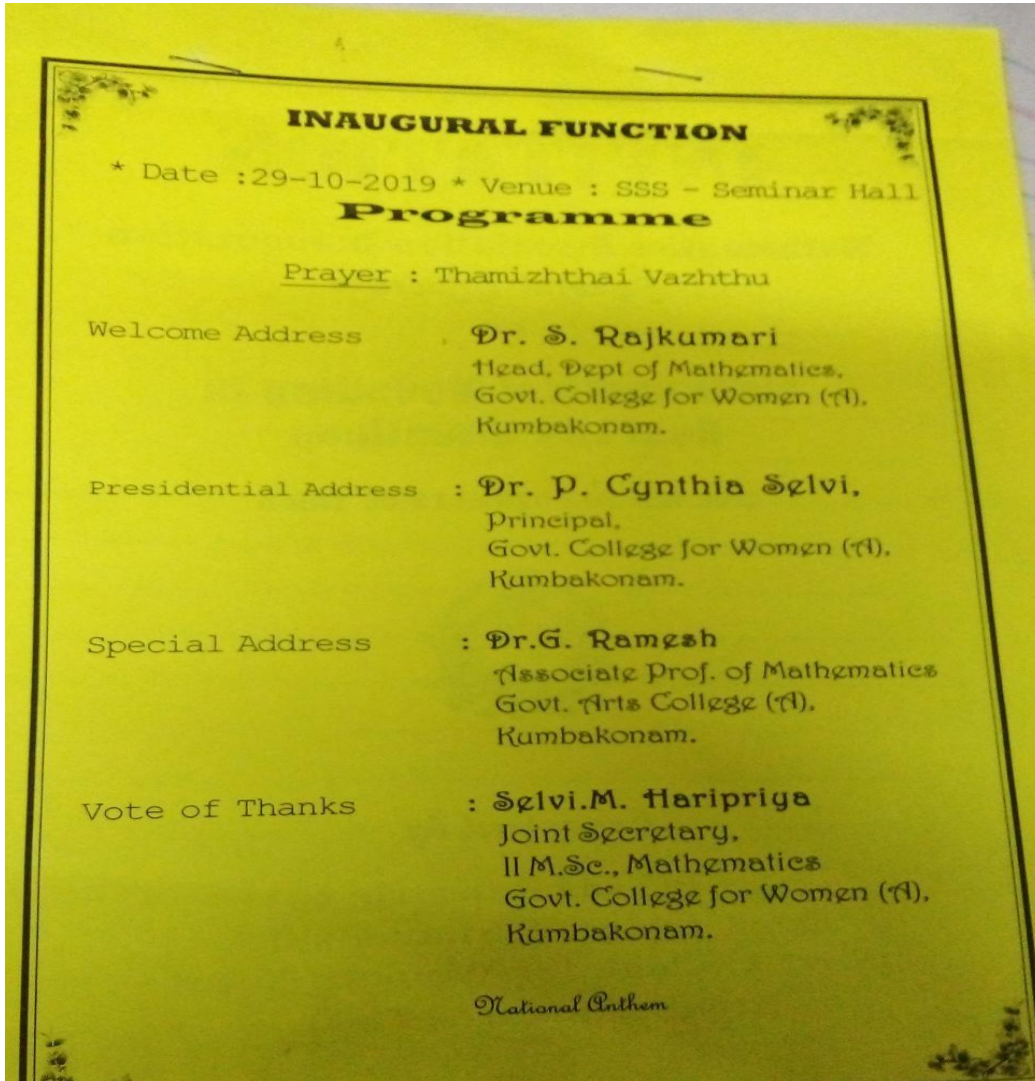 INAUGURAL FUNCTION
* Date :29-10-2019 * Venue : SSS - Seminar Hall
Programme
Prayer : Thamizhthai Vazhthu
Welcome Address Dr. S. Rajkumari
Head, Dept of Mathematics,
Govt. College for Women (A),
Kumbakonam.
Presidential Address : Dr. P. Cynthia Selvi,
Principal,
Govt. College for Women (A),
Kumbakonam.
Special Address : Dr.G. Ramesh
Associate Prof. of Mathematics
Govt. Arts College (A),
Kumbakonam.
Vote of Thanks : Selvi.M. Haripriya
Joint Secretary,
II M.Sc., Mathematics
Govt. College for Women (A),
Kumbakonam.
National Anthem